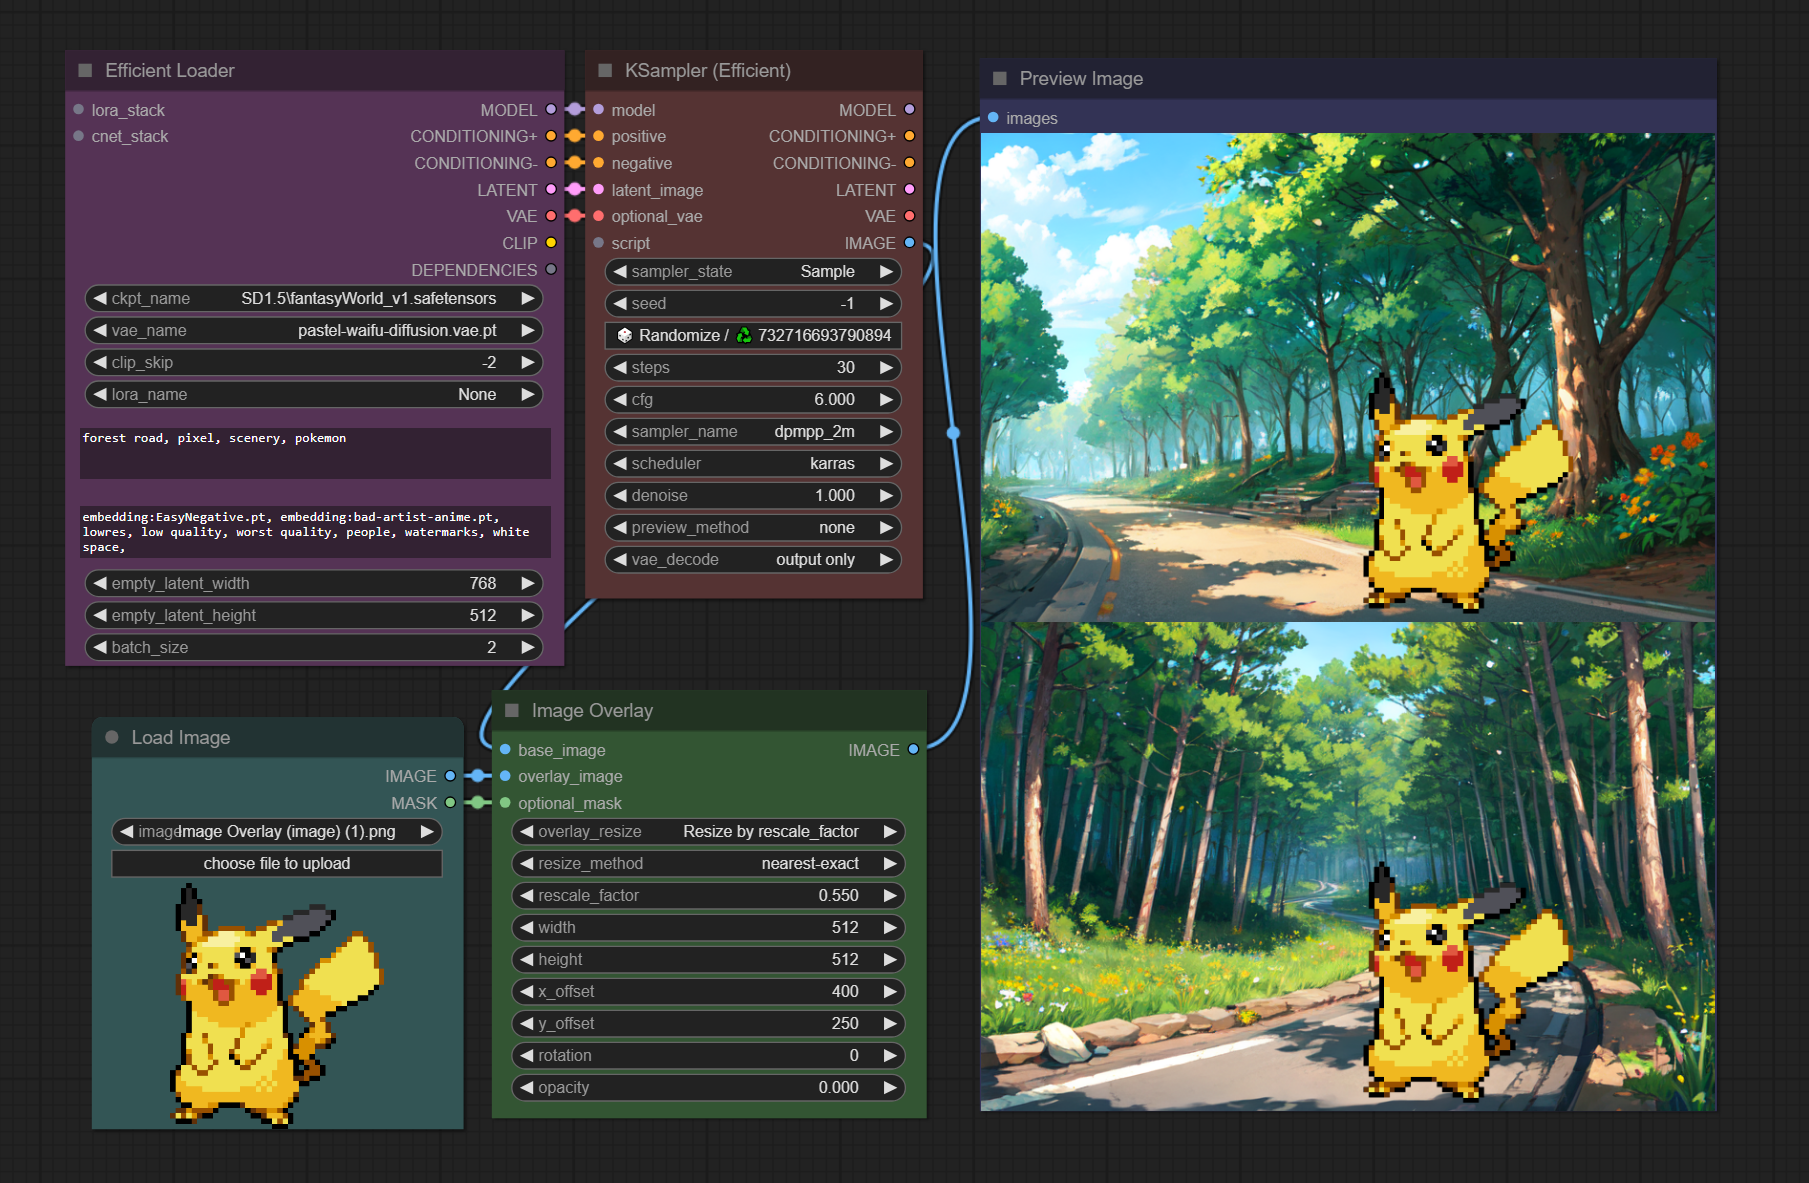 Efficient Loader
lora_stack MODEL
cnet_stack CONDITIONING+
CONDITIONING-
LATENT
VAE
CLIP
DEPENDENCIES
ckpt_name SD1.5\fantasyWorld_v1.safetensors
vae_name pastel-waifu-diffusion.vae.pt
clip_skip -2
lora_name None
forest road, pixel, scenery, pokemon
embedding:EasyNegative.pt, embedding:bad-artist-anime.pt,
lowres, low quality, worst quality, people, watermarks, white
space,
empty_latent_width 768
empty_latent_height 512
batch_size 2
KSampler (Efficient)
model MODEL
positive CONDITIONING+
negative CONDITIONING-
latent_image LATENT
optional_vae VAE
script IMAGE
sampler_state Sample
seed -1
Randomize / 732716693790894
steps 30
cfg 6.000
sampler_name dpmpp_2m
scheduler karras
denoise 1.000
preview_method none
vae_decode output only
Preview Image
images
Load Image
IMAGE
MASK
image Image Overlay (image) (1).png
choose file to upload
Image Overlay
base_image IMAGE
overlay_image
optional_mask
overlay_resize Resize by rescale_factor
resize_method nearest-exact
rescale_factor 0.550
width 512
height 512
x_offset 400
y_offset 250
rotation 0
opacity 0.000